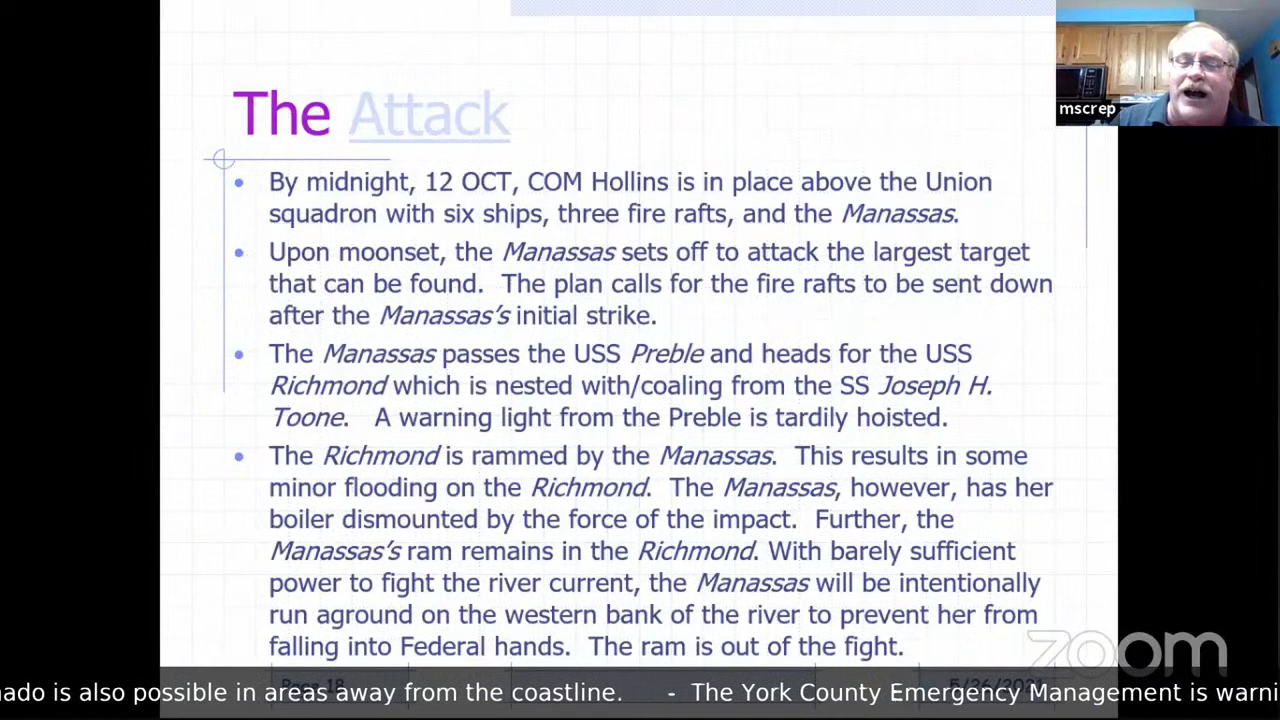 mscrep
The Attack
By midnight, 12 OCT, COM Hollins is in place above the Union
squadron with six ships, three fire rafts, and the Manassas.
Upon moonset, the Manassas sets off to attack the largest target
that can be found. The plan calls for the fire rafts to be sent down
after the Manassas's initial strike.
The Manassas passes the USS Preble and heads for the USS
Richmond which is nested with/coaling from the SS Joseph H.
Toone. A warning light from the Preble is tardily hoisted.
The Richmond is rammed by the Manassas. This results in some
minor flooding on the Richmond. The Manassas, however, has her
boiler dismounted by the force of the impact. Further, the
Manassas's ram remains in the Richmond. With barely sufficient
power to fight the river current, the Manassas will be intentionally
run aground on the western bank of the river to prevent her from
falling into Federal hands. The ram is out of the fight.
zoom
Page 18
nado is also possible in areas away from the coastline. - The York County Emergency Management is warni